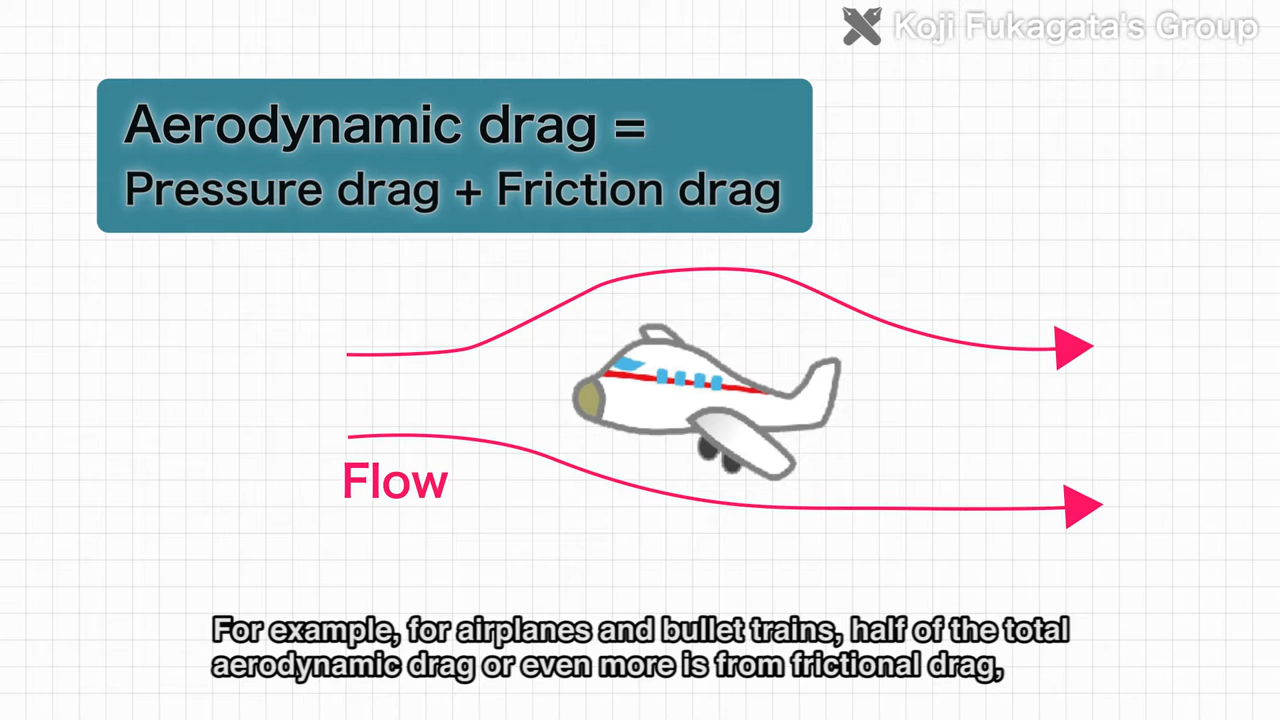 Koji Fukagata's Group
Aerodynamic drag =
Pressure drag + Friction drag
Flow
For example, for airplanes and bullet trains, half of the total
aerodynamic drag or even more is from frictional drag,